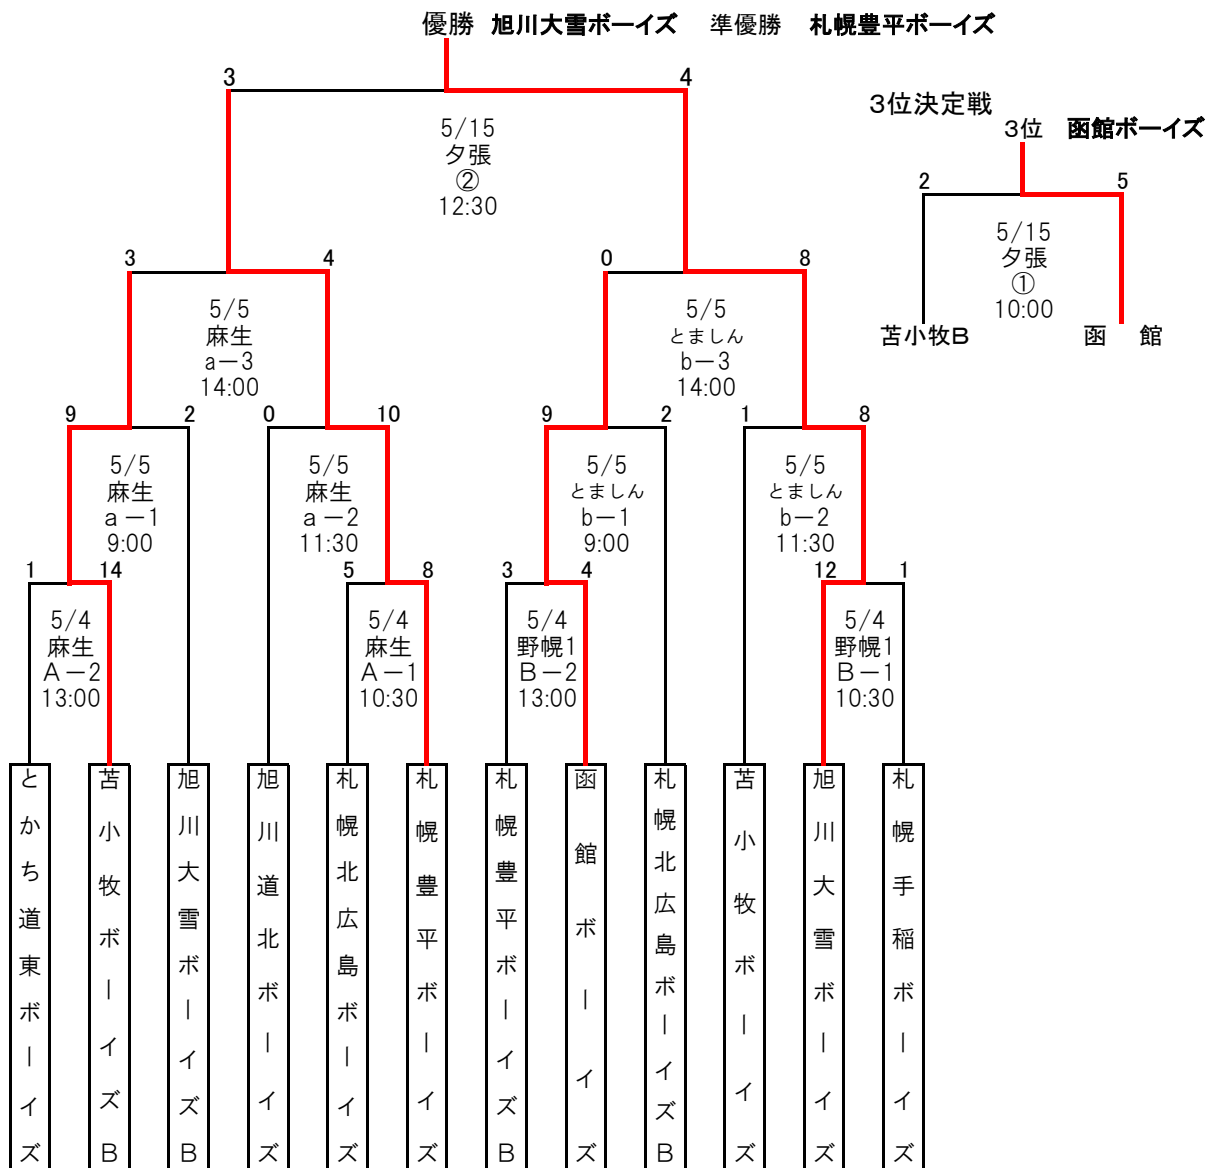 優勝 旭川大雪ボーイズ 準優勝 札幌豊平ボーイズ
3 4
5/15
夕張
②
12:30
3位決定戦
3位 函館ボーイズ
2 5
5/15
夕張
①
10:00
苫小牧B 函 館
3 4 0 8
5/5
麻生
a－3
14:00
5/5
とましん
b－3
14:00
9 2 0 10 9 2 1 8
5/5
麻生
a－1
9:00
5/5
麻生
a－2
11:30
5/5
とましん
b－1
9:00
5/5
とましん
b－2
11:30
1 14 5 8 3 4 12 1
5/4
麻生
A－2
13:00
5/4
麻生
A－1
10:30
5/4
野幌1
B－2
13:00
5/4
野幌1
B－1
10:30
とかち道東ボーイズ
苫小牧ボーイズB
旭川大雪ボーイズB
旭川道北ボーイズ
札幌北広島ボーイズ
札幌豊平ボーイズ
札幌豊平ボーイズB
函館ボーイズ
札幌北広島ボーイズB
苫小牧ボーイズ
旭川大雪ボーイズ
札幌手稲ボーイズ